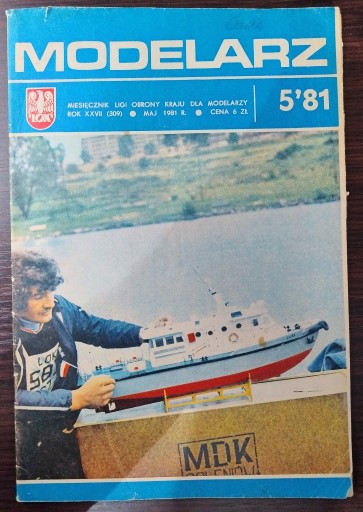 MODELARZ
LOK
MIESIĘCZNIK LIGI OBRONY KRAJU DLA MODELARZY
ROK XXVII (309) ● MAJ 1981 R. ● CENA 6 ZŁ
5'81
MDK